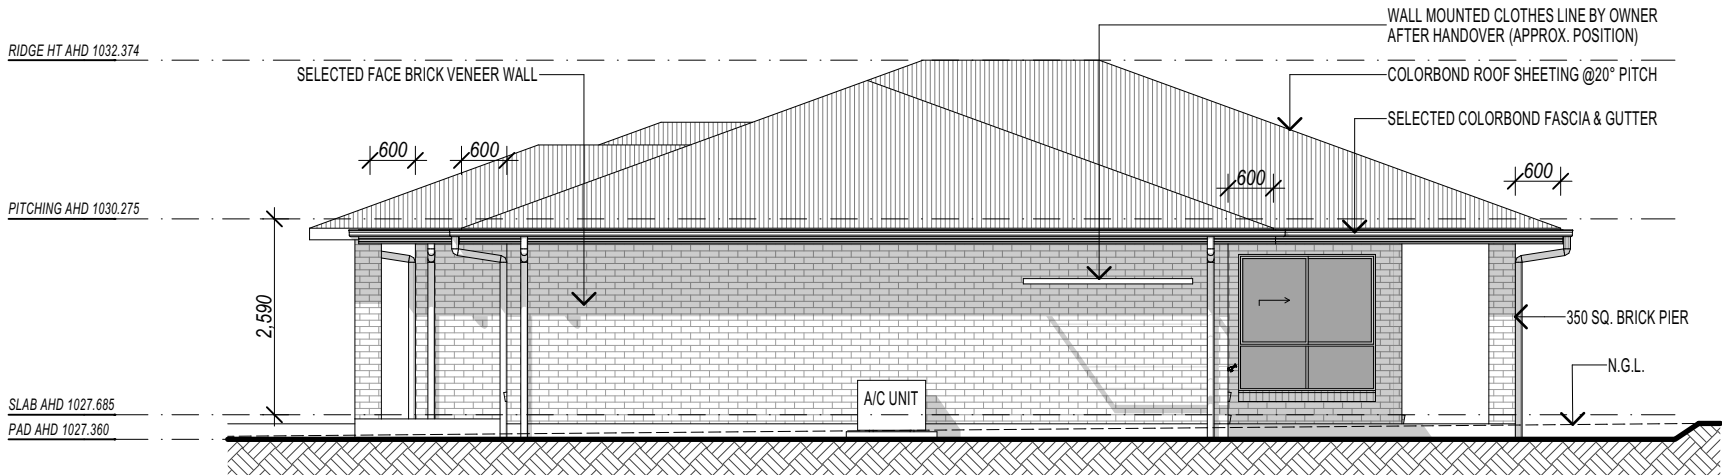 WALL MOUNTED CLOTHES LINE BY OWNER
AFTER HANDOVER (APPROX. POSITION)
RIDGE HT AHD 1032.374
SELECTED FACE BRICK VENEER WALL
COLORBOND ROOF SHEETING @20° PITCH
SELECTED COLORBOND FASCIA & GUTTER
600
600
600
600
PITCHING AHD 1030.275
2,590
350 SQ. BRICK PIER
N.G.L.
A/C UNIT
SLAB AHD 1027.685
PAD AHD 1027.360